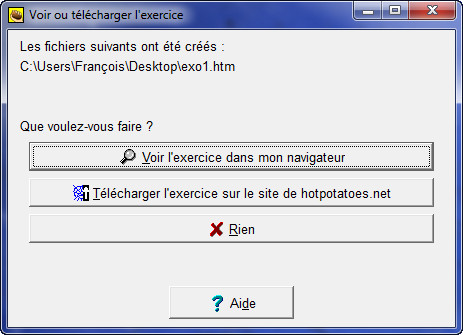 Voir ou télécharger l'exercice
Les fichiers suivants ont été créés :
C:\Users\François\Desktop\exo1.htm
Que voulez-vous faire ?
Voir l'exercice dans mon navigateur
Télécharger l'exercice sur le site de hotpotatoes.net
Rien
Aide